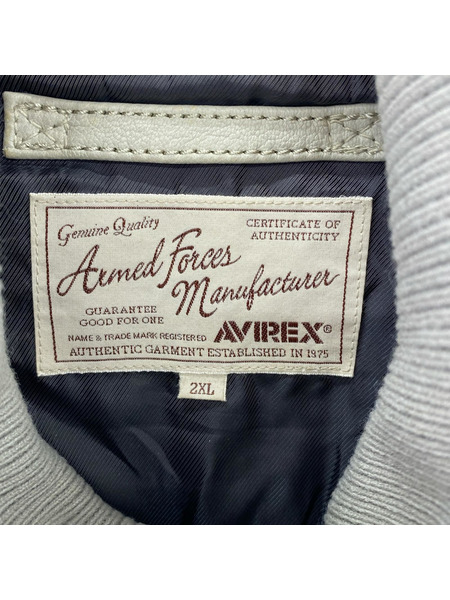 Genuine Quality
CERTIFICATE OF
AUTHENTICITY
Armed Forces
Manufacturer
GUARANTEE
GOOD FOR ONE
NAME & TRADE MARK REGISTERED
AVIREX®
AUTHENTIC GARMENT ESTABLISHED IN 1975
2XL